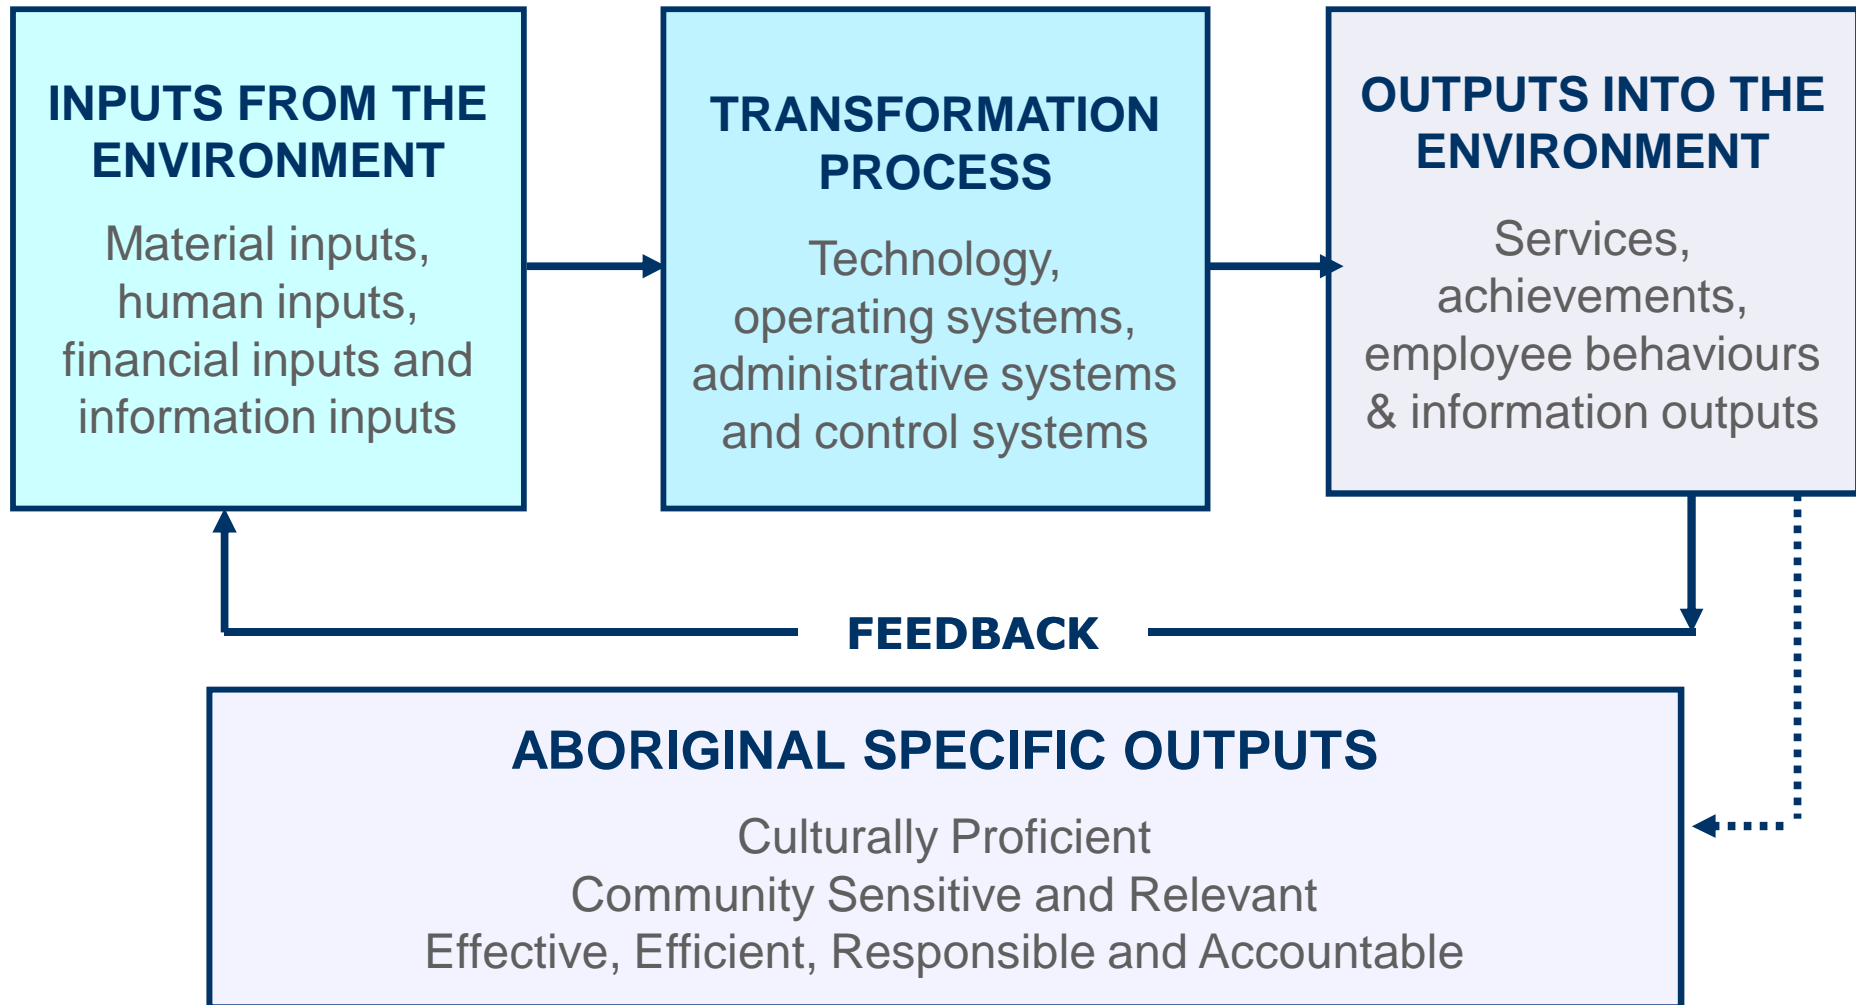 INPUTS FROM THE
ENVIRONMENT
Material inputs,
human inputs,
financial inputs and
information inputs
TRANSFORMATION
PROCESS
Technology,
operating systems,
administrative systems
and control systems
OUTPUTS INTO THE
ENVIRONMENT
Services,
achievements,
employee behaviours
& information outputs
FEEDBACK
ABORIGINAL SPECIFIC OUTPUTS
Culturally Proficient
Community Sensitive and Relevant
Effective, Efficient, Responsible and Accountable